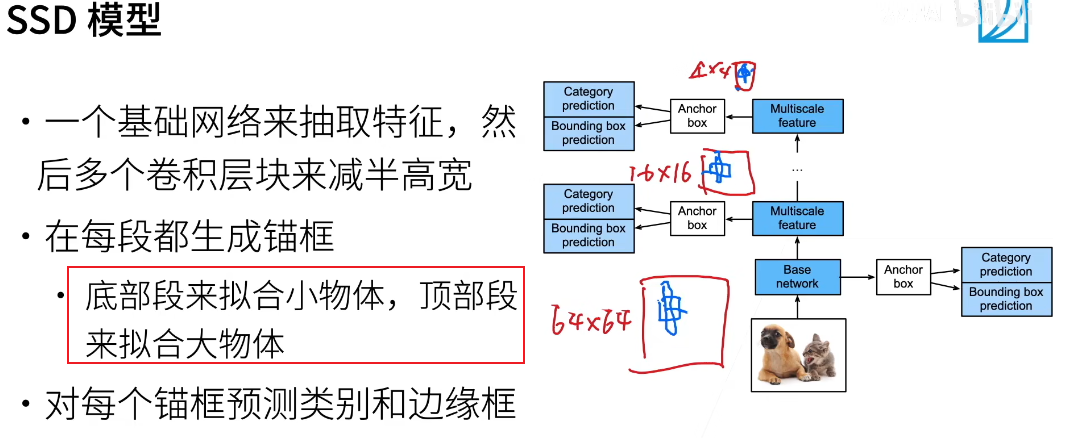 SSD 模型
· 一个基础网络来抽取特征，然
后多个卷积层块来减半高宽
· 在每段都生成锚框
· 底部段来拟合小物体，顶部段
来拟合大物体
· 对每个锚框预测类别和边缘框
4×4
Category
prediction
Bounding box
prediction
Anchor
box
Multiscale
feature
16×16
...
Category
prediction
Bounding box
prediction
Anchor
box
Multiscale
feature
64×64
Base
network
Anchor
box
Category
prediction
Bounding box
prediction